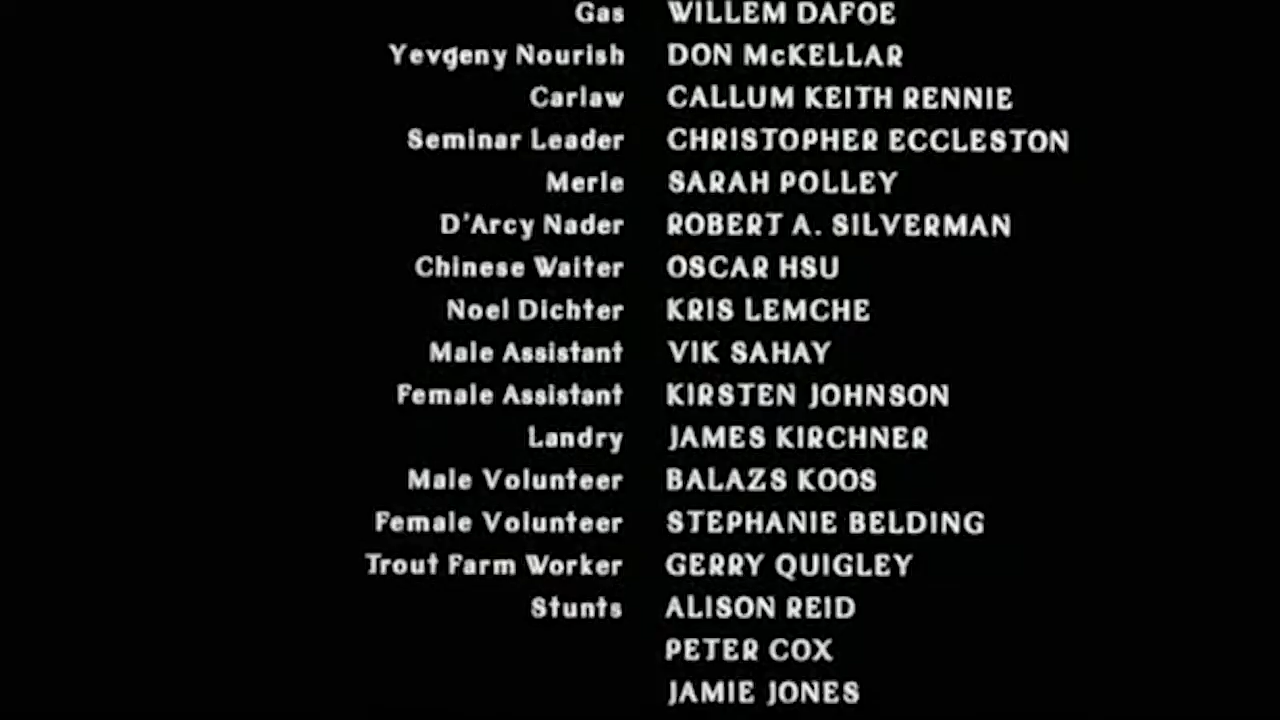 Gas WILLEM DAFOE
Yevgeny Nourish DON McKELLAR
Carlaw CALLUM KEITH RENNIE
Seminar Leader CHRISTOPHER ECCLESTON
Merle SARAH POLLEY
D'Arcy Nader ROBERT A. SILVERMAN
Chinese Waiter OSCAR HSU
Noel Dichter KRIS LEMCHE
Male Assistant VIK SAHAY
Female Assistant KIRSTEN JOHNSON
Landry JAMES KIRCHNER
Male Volunteer BALAZS KOOS
Female Volunteer STEPHANIE BELDING
Trout Farm Worker GERRY QUIGLEY
Stunts ALISON REID
PETER COX
JAMIE JONES